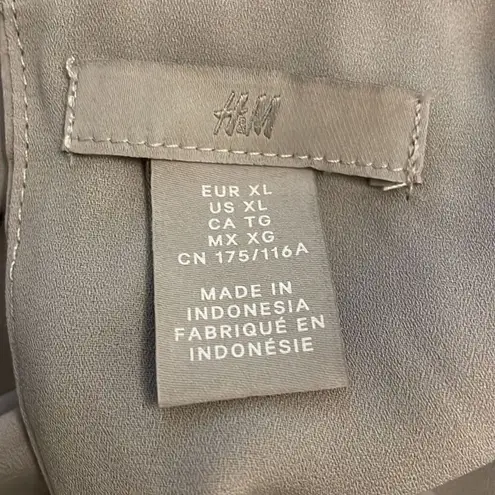 H&M
EUR XL
US XL
CA TG
MX XG
CN 175/116A
MADE IN
INDONESIA
FABRIQUÉ EN
INDONÉSIE